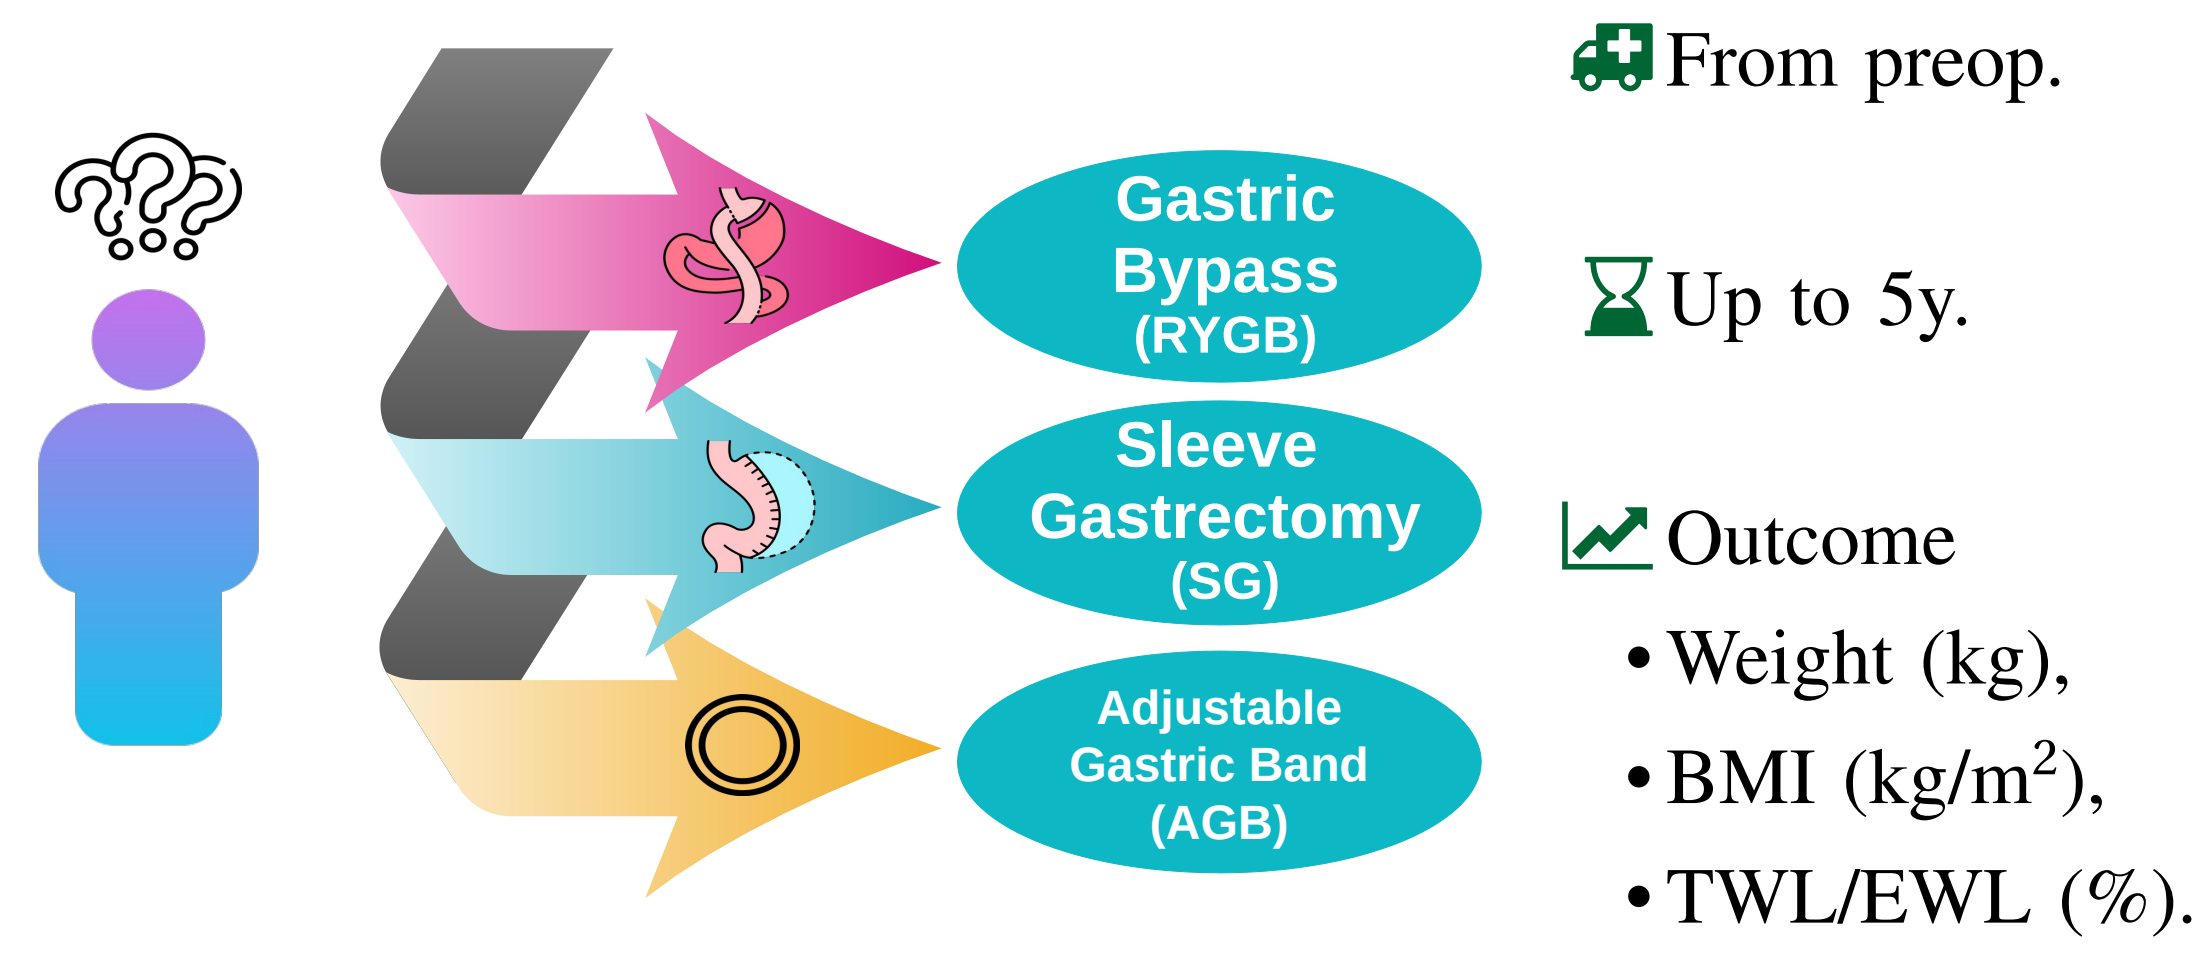 Gastric
Bypass
(RYGB)
Sleeve
Gastrectomy
(SG)
Adjustable
Gastric Band
(AGB)
From preop.
Up to 5y.
Outcome
• Weight (kg),
• BMI (kg/m²),
• TWL/EWL (%).